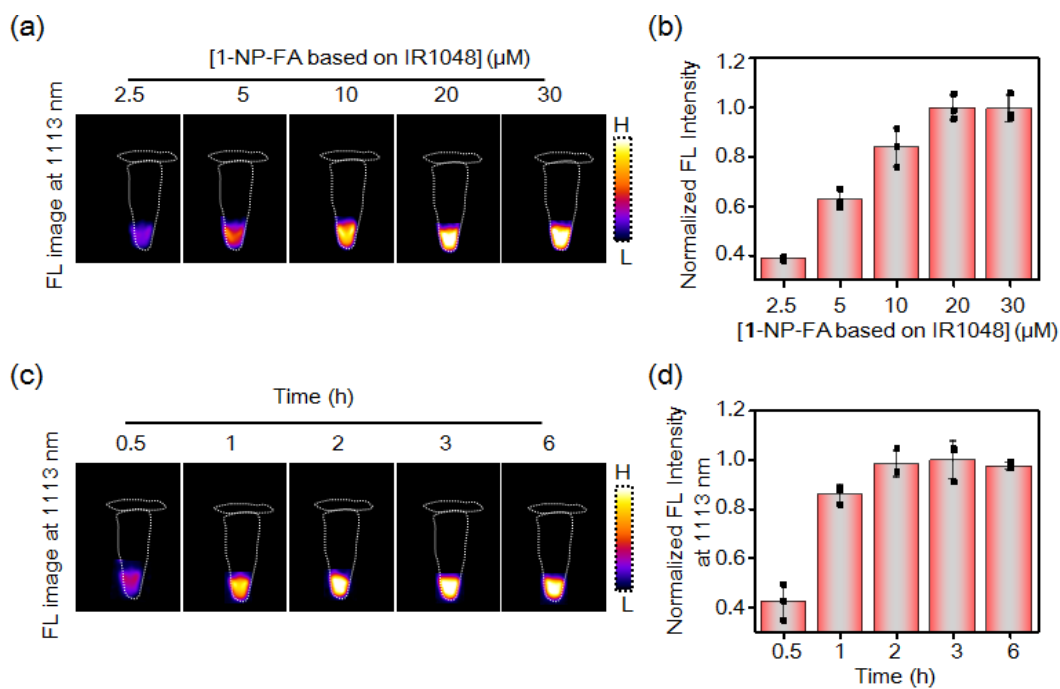 (a)
[1-NP-FA based on IR1048] (μM)
2.5 5 10 20 30
FL image at 1113 nm
H
L
(b)
Normalized FL Intensity
1.2
1.0
0.8
0.6
0.4
2.5 5 10 20 30
[1-NP-FA based on IR1048] (μM)
(c)
Time (h)
0.5 1 2 3 6
FL image at 1113 nm
H
L
(d)
Normalized FL Intensity
at 1113 nm
1.2
1.0
0.8
0.6
0.4
0.5 1 2 3 6
Time (h)